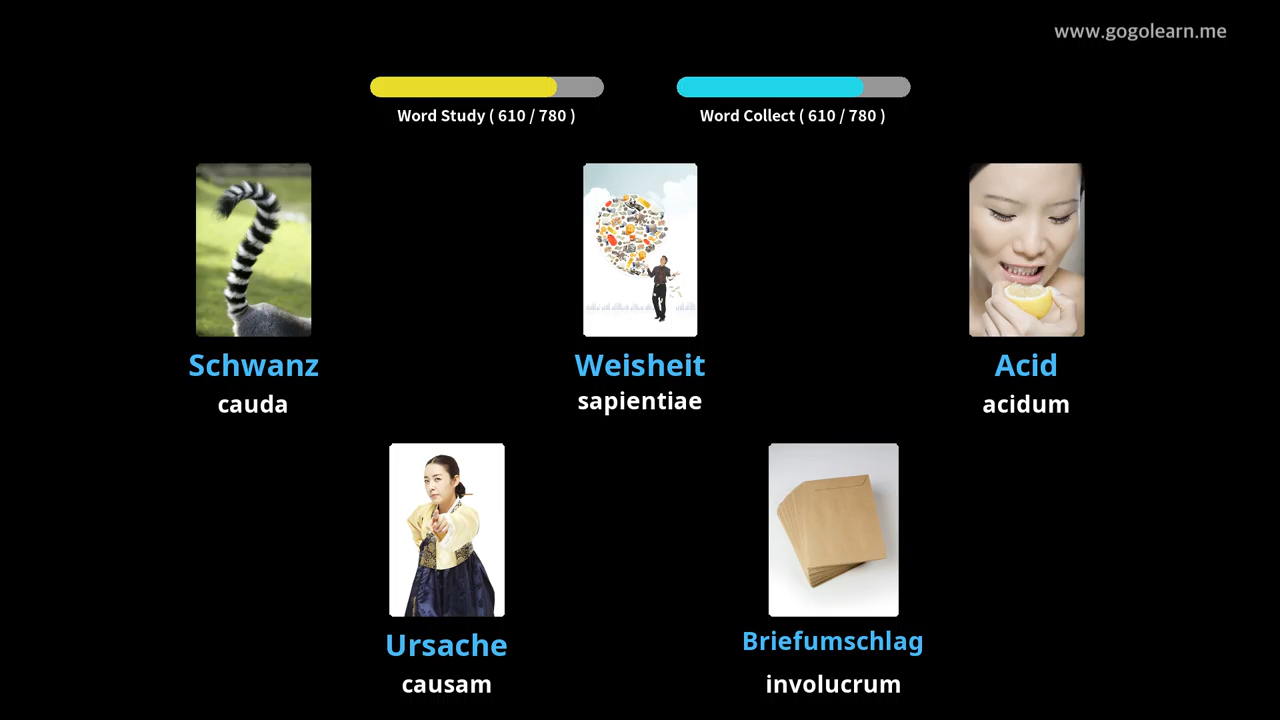 www.gogolearn.me
Word Study ( 610 / 780 )
Word Collect ( 610 / 780 )
Schwanz
cauda
Weisheit
sapientiae
Acid
acidum
Ursache
causam
Briefumschlag
involucrum